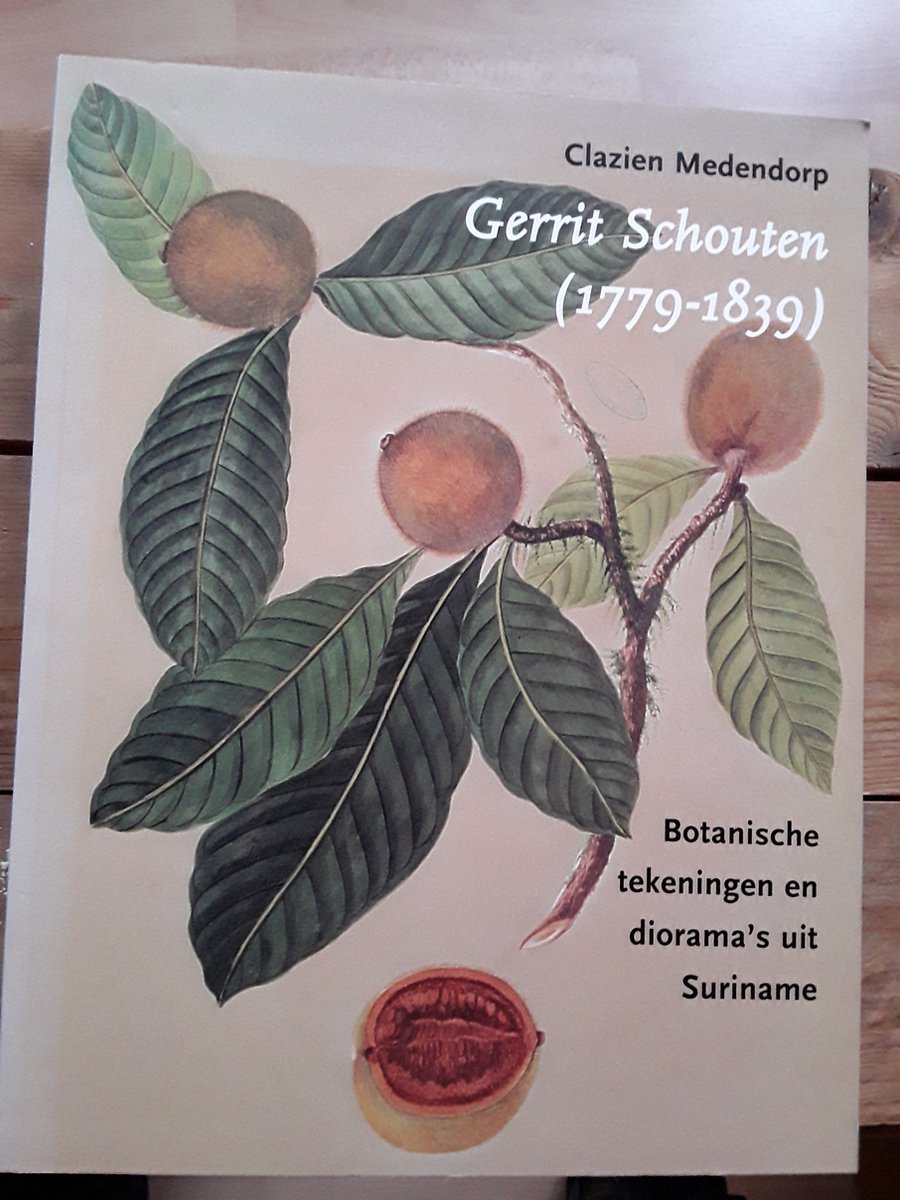 Clazien Medendorp
Gerrit Schouten
(1779-1839)
Botanische
tekeningen en
diorama's uit
Suriname